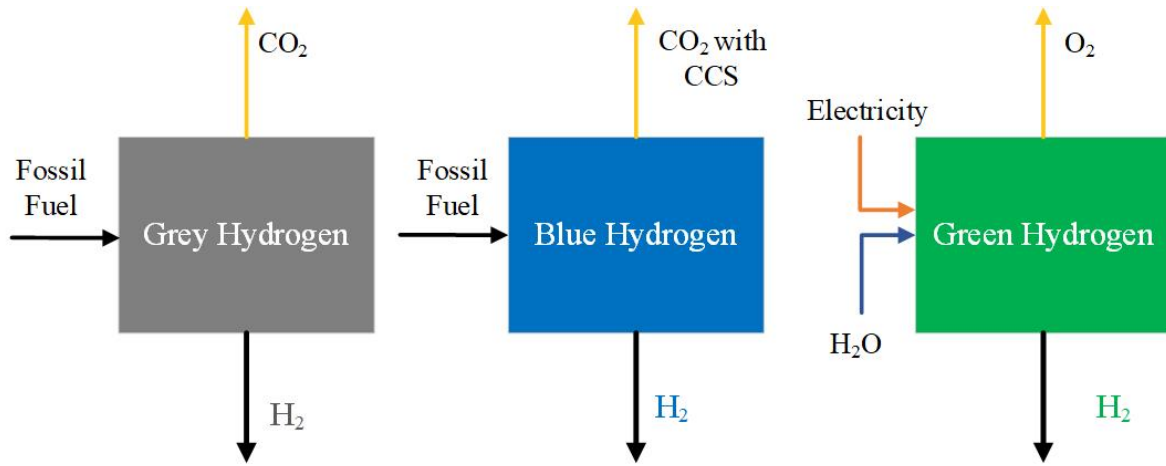 CO₂
Fossil
Fuel
Grey Hydrogen
H₂
CO₂ with
CCS
Fossil
Fuel
Blue Hydrogen
H₂
O₂
Electricity
Green Hydrogen
H₂O
H₂